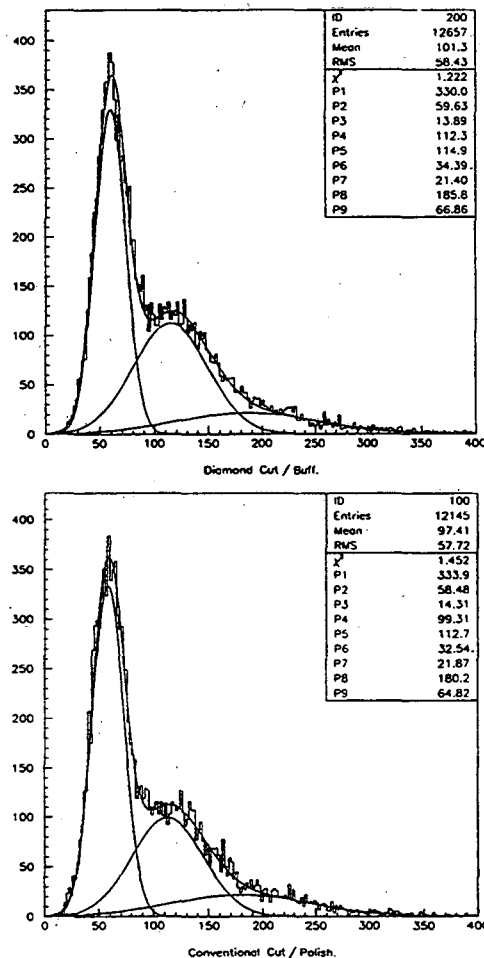 ID 200
Entries 12657
Mean 101.3
RMS 58.43
χ² 1.222
P1 330.0
P2 59.63
P3 13.89
P4 112.3
P5 114.9
P6 34.39
P7 21.40
P8 185.8
P9 66.86
400
350
300
250
200
150
100
50
0
0 50 100 150 200 250 300 350 400
Diamond Cut / Buff.
ID 100
Entries 12145
Mean 97.41
RMS 57.72
χ² 1.452
P1 333.9
P2 58.48
P3 14.31
P4 99.31
P5 112.7
P6 32.54
P7 21.87
P8 180.2
P9 64.82
400
350
300
250
200
150
100
50
0
0 50 100 150 200 250 300 350 400
Conventional Cut / Polish.